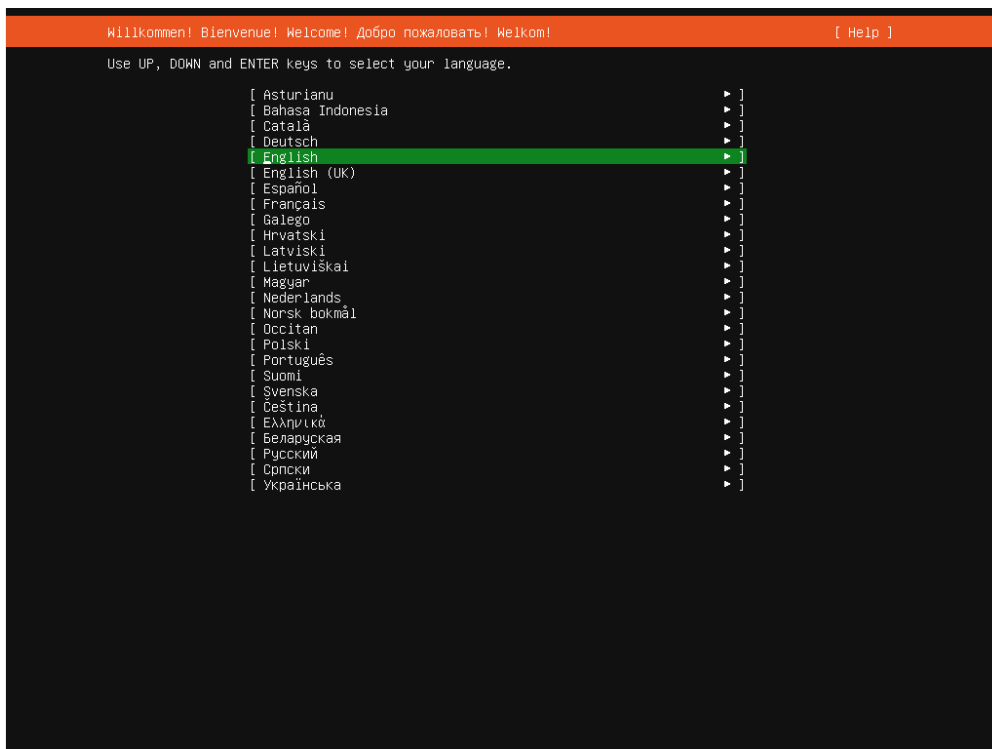 Willkommen! Bienvenue! Welcome! Добро пожаловать! Welkom! [ Help ]
Use UP, DOWN and ENTER keys to select your language.
[ Asturianu ► ]
[ Bahasa Indonesia ► ]
[ Català ► ]
[ Deutsch ► ]
[ English ► ]
[ English (UK) ► ]
[ Español ► ]
[ Français ► ]
[ Galego ► ]
[ Hrvatski ► ]
[ Latviski ► ]
[ Lietuviškai ► ]
[ Magyar ► ]
[ Nederlands ► ]
[ Norsk bokmål ► ]
[ Occitan ► ]
[ Polski ► ]
[ Português ► ]
[ Suomi ► ]
[ Svenska ► ]
[ Čeština ► ]
[ Ελληνικά ► ]
[ Беларуская ► ]
[ Русский ► ]
[ Српски ► ]
[ Українська ► ]